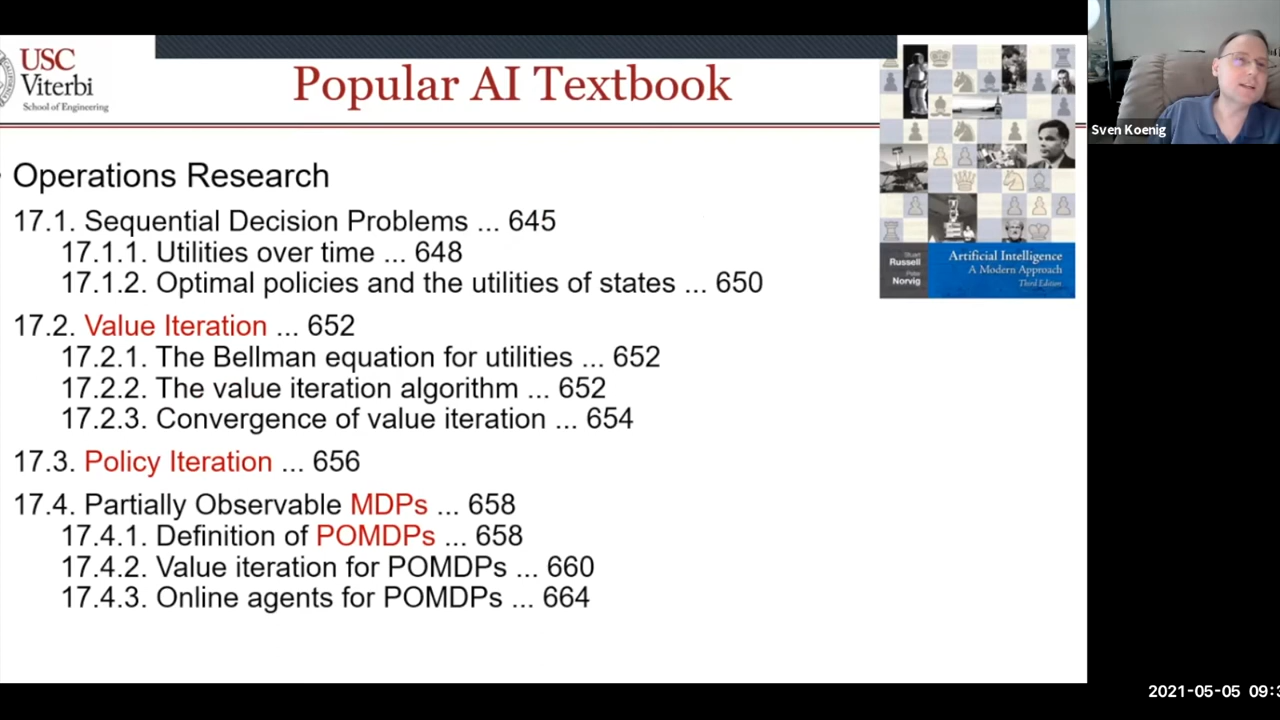 USC
Viterbi
School of Engineering
Popular AI Textbook
Operations Research
17.1. Sequential Decision Problems ... 645
17.1.1. Utilities over time ... 648
17.1.2. Optimal policies and the utilities of states ... 650
17.2. Value Iteration ... 652
17.2.1. The Bellman equation for utilities ... 652
17.2.2. The value iteration algorithm ... 652
17.2.3. Convergence of value iteration ... 654
17.3. Policy Iteration ... 656
17.4. Partially Observable MDPs ... 658
17.4.1. Definition of POMDPs ... 658
17.4.2. Value iteration for POMDPs ... 660
17.4.3. Online agents for POMDPs ... 664
Stuart
Russell
Peter
Norvig
Artificial Intelligence
A Modern Approach
Third Edition
Sven Koenig
2021-05-05 09:3